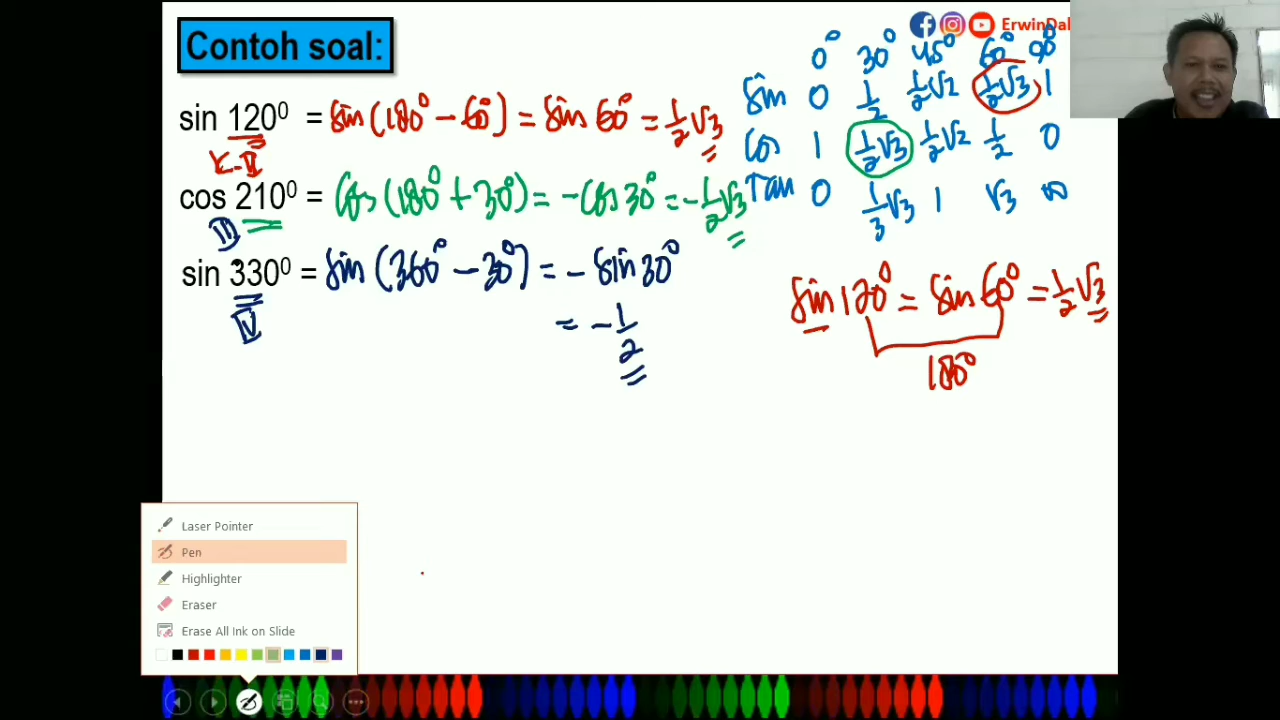 Contoh soal:
ErwinDal
0° 30° 45° 60° 90°
sin 0 1/2 1/2√2 1/2√3 1
Cos 1 1/2√3 1/2√2 1/2 0
Tan 0 1/3√3 1 √3 ∞
sin 120⁰ = sin (180° − 60°) = sin 60° = 1/2√3
K-II
cos 210⁰ = Cos (180° + 30°) = −Cos 30° = −1/2√3
III
sin 330⁰ = sin (360° − 30°) = − sin 30°
IV
= −1/2
sin 120° = sin 60° = 1/2√3
180°
Laser Pointer
Pen
Highlighter
Eraser
Erase All Ink on Slide